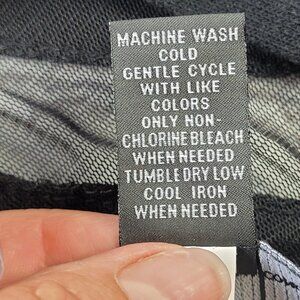 MACHINE WASH
COLD
GENTLE CYCLE
WITH LIKE
COLORS
ONLY NON-
CHLORINE BLEACH
WHEN NEEDED
TUMBLE DRY LOW
COOL IRON
WHEN NEEDED